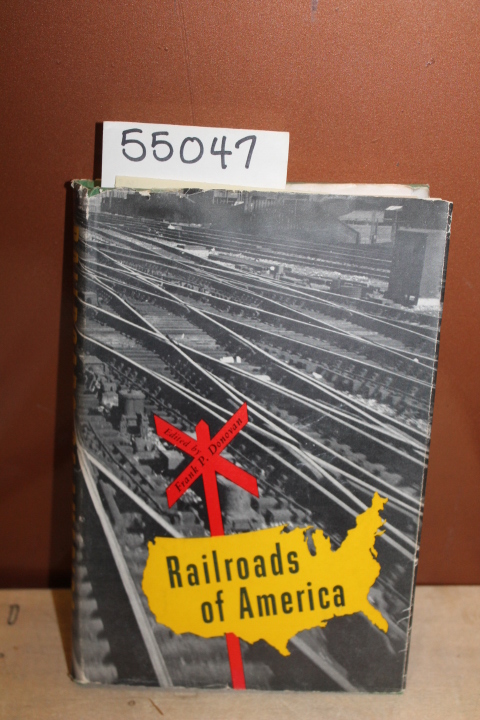 55047
Edited by
Frank P. Donovan
Railroads
of America